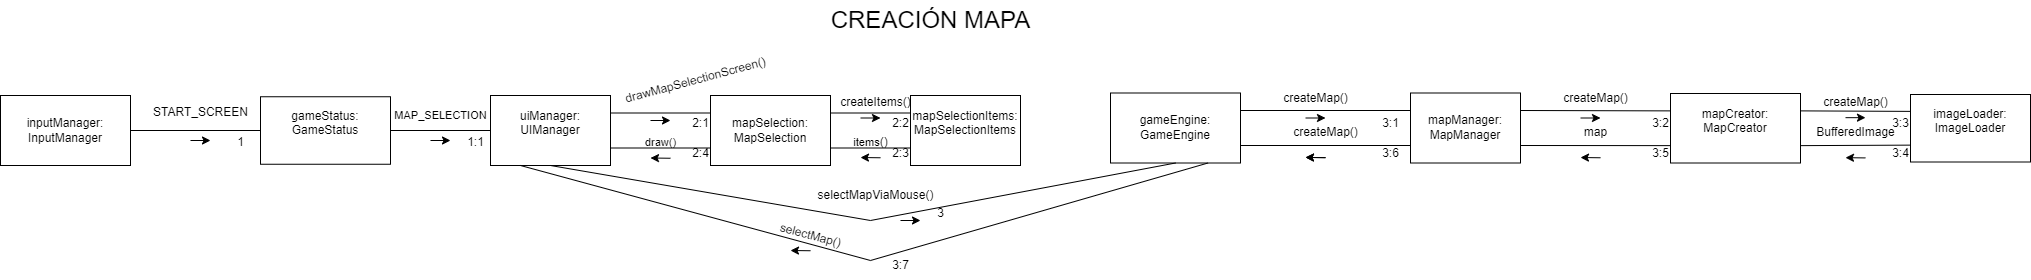 CREACIÓN MAPA
inputManager:
InputManager
START_SCREEN
1
gameStatus:
GameStatus
MAP_SELECTION
1:1
uiManager:
UIManager
drawMapSelectionScreen()
2:1
draw()
2:4
mapSelection:
MapSelection
createItems()
2:2
items()
2:3
mapSelectionItems:
MapSelectionItems
selectMapViaMouse()
3
selectMap()
3:7
gameEngine:
GameEngine
createMap()
3:1
createMap()
3:6
mapManager:
MapManager
createMap()
3:2
map
3:5
mapCreator:
MapCreator
createMap()
3:3
BufferedImage
3:4
imageLoader:
ImageLoader